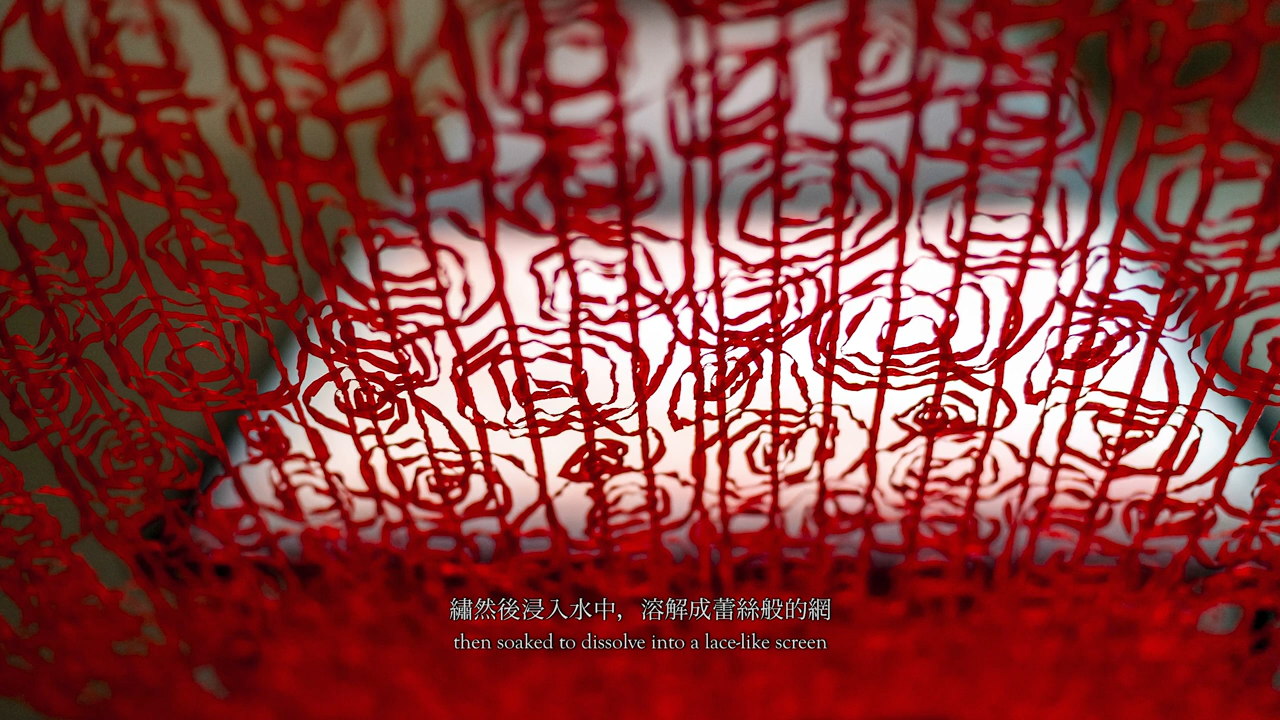 繡然後浸入水中，溶解成蕾絲般的網
then soaked to dissolve into a lace-like screen